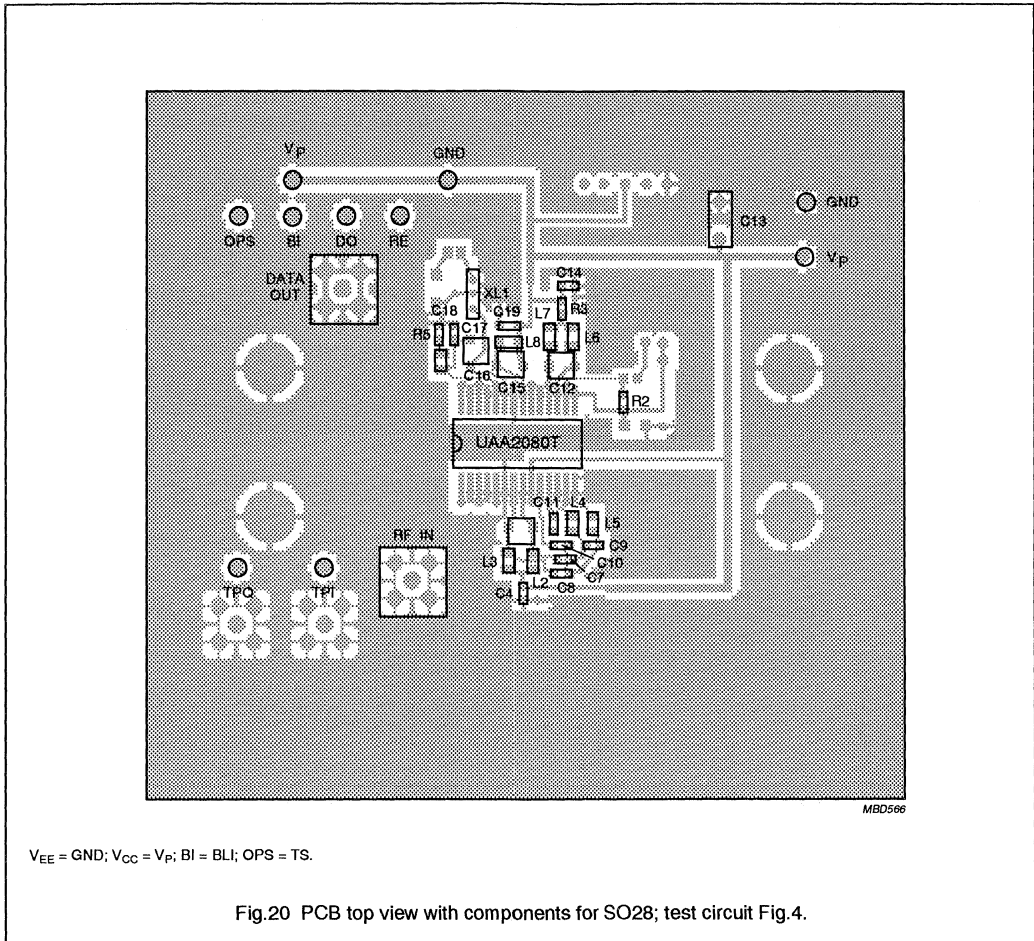 VP
GND
GND
OPS
BI
DO
RE
C13
VP
DATA
OUT
XL1
C14
C18
C19
L7
R3
R5
C17
L8
L6
C16
C15
C12
R2
UAA2080T
C11
L4
L5
RF IN
C9
C10
L3
L2
C7
C8
C4
TPQ
TPI
MBD566
VEE = GND; VCC = VP; BI = BLI; OPS = TS.
Fig.20 PCB top view with components for SO28; test circuit Fig.4.